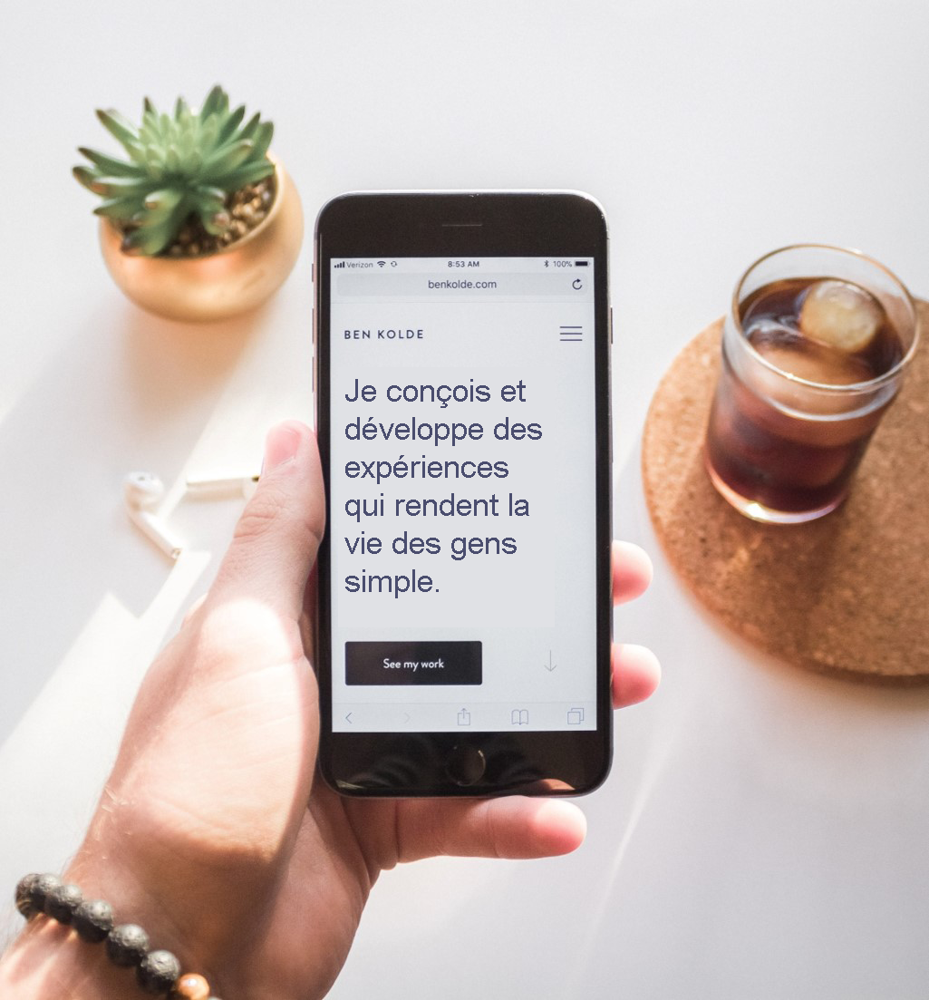 Verizon 8:53 AM 100%
benkolde.com
BEN KOLDE
Je conçois et
développe des
expériences
qui rendent la
vie des gens
simple.
See my work